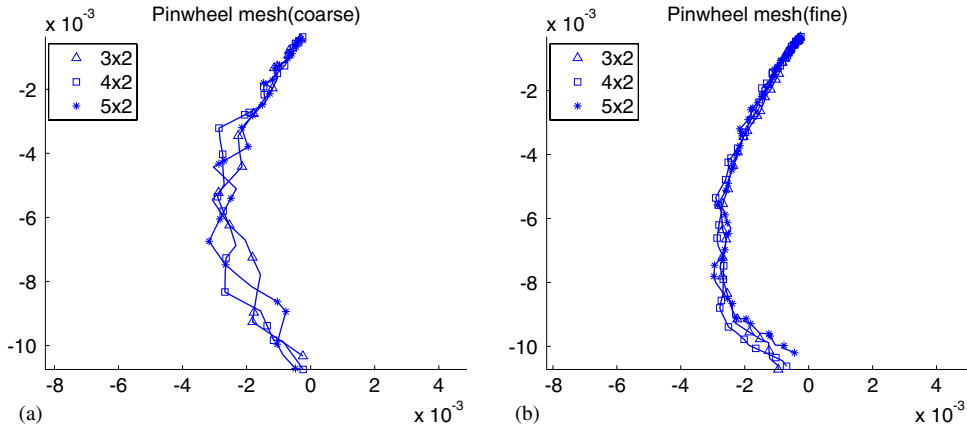 x 10⁻³
Pinwheel mesh(coarse)
3x2
4x2
5x2
-2
-4
-6
-8
-10
-8
-6
-4
-2
0
2
4
x 10⁻³
(a)
x 10⁻³
Pinwheel mesh(fine)
3x2
4x2
5x2
-2
-4
-6
-8
-10
-8
-6
-4
-2
0
2
4
x 10⁻³
(b)